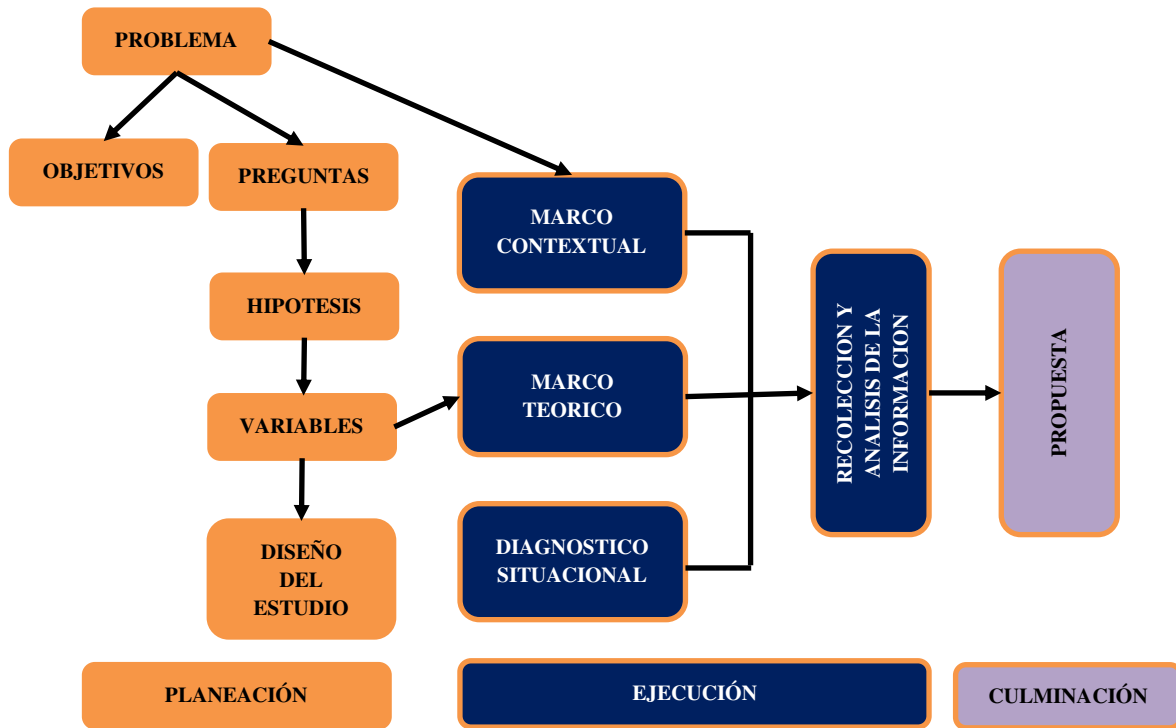 PROBLEMA
OBJETIVOS
PREGUNTAS
HIPOTESIS
VARIABLES
DISEÑO
DEL
ESTUDIO
MARCO
CONTEXTUAL
MARCO
TEORICO
DIAGNOSTICO
SITUACIONAL
RECOLECCION Y
ANALISIS DE LA
INFORMACION
PROPUESTA
PLANEACIÓN
EJECUCIÓN
CULMINACIÓN